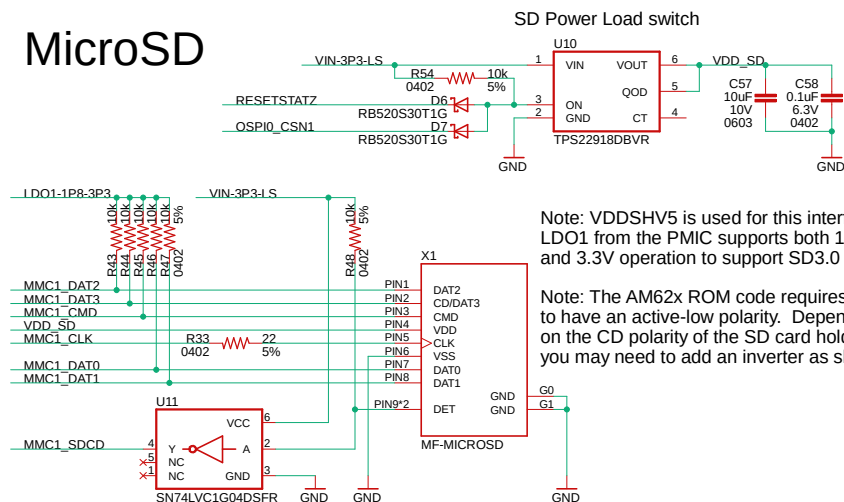 MicroSD
SD Power Load switch
U10
VIN-3P3-LS
1
VIN
VOUT
6
VDD_SD
R54
0402
10k
5%
QOD
5
C57
10uF
10V
0603
C58
0.1uF
6.3V
0402
RESETSTATZ
D6
RB520S30T1G
3
ON
2
GND
CT
4
OSPI0_CSN1
D7
RB520S30T1G
TPS22918DBVR
GND
GND
LDO1-1P8-3P3
VIN-3P3-LS
10k
10k
10k
10k
10k
5%
R43
R44
R45
R46
R47
0402
10k
5%
R48
0402
Note: VDDSHV5 is used for this inter
LDO1 from the PMIC supports both 1
and 3.3V operation to support SD3.0
Note: The AM62x ROM code requires
to have an active-low polarity. Depen
on the CD polarity of the SD card hol
you may need to add an inverter as s
X1
MMC1_DAT2
PIN1
DAT2
MMC1_DAT3
PIN2
CD/DAT3
MMC1_CMD
PIN3
CMD
VDD_SD
PIN4
VDD
MMC1_CLK
R33
0402
22
5%
PIN5
CLK
PIN6
VSS
MMC1_DAT0
PIN7
DAT0
MMC1_DAT1
PIN8
DAT1
GND
G0
PIN9*2
DET
GND
G1
MF-MICROSD
U11
VCC
6
MMC1_SDCD
4
Y
A
2
5
NC
1
NC
GND
3
SN74LVC1G04DSFR
GND
GND
GND